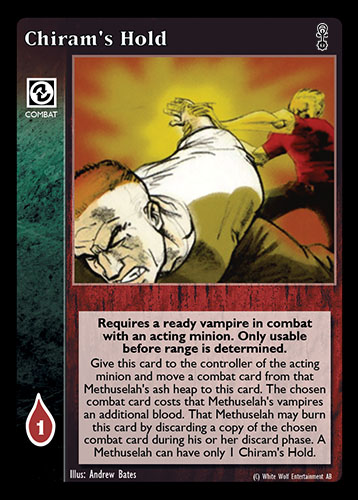 Chiram's Hold
COMBAT
Requires a ready vampire in combat
with an acting minion. Only usable
before range is determined.
Give this card to the controller of the acting
minion and move a combat card from that
Methuselah's ash heap to this card. The chosen
combat card costs that Methuselah's vampires
an additional blood. That Methuselah may burn
this card by discarding a copy of the chosen
combat card during his or her discard phase. A
Methuselah can have only 1 Chiram's Hold.
1
Illus: Andrew Bates
(C) White Wolf Entertainment AB